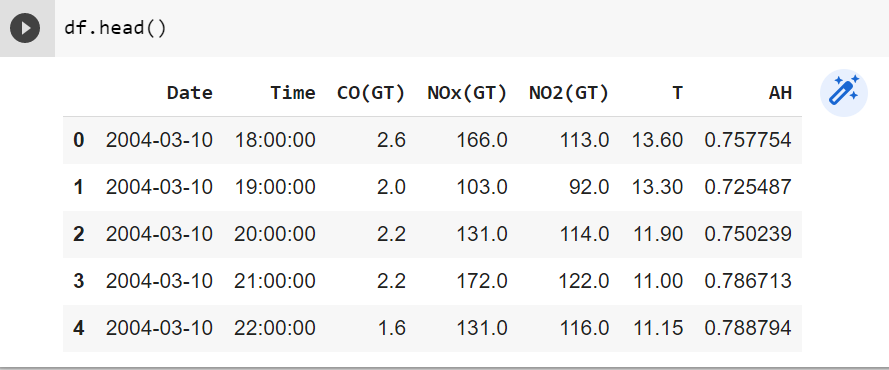 df.head()
Date Time CO(GT) NOx(GT) NO2(GT) T AH
0 2004-03-10 18:00:00 2.6 166.0 113.0 13.60 0.757754
1 2004-03-10 19:00:00 2.0 103.0 92.0 13.30 0.725487
2 2004-03-10 20:00:00 2.2 131.0 114.0 11.90 0.750239
3 2004-03-10 21:00:00 2.2 172.0 122.0 11.00 0.786713
4 2004-03-10 22:00:00 1.6 131.0 116.0 11.15 0.788794